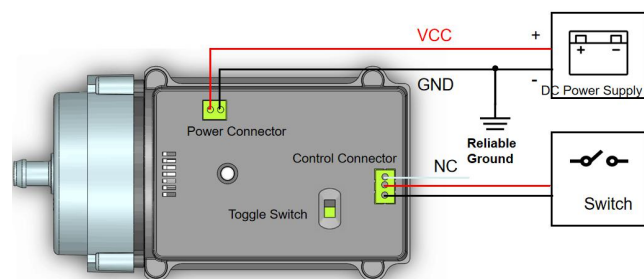 VCC
+
GND
-
+ -
DC Power Supply
Power Connector
Reliable
Ground
Control Connector
NC
Toggle Switch
Switch